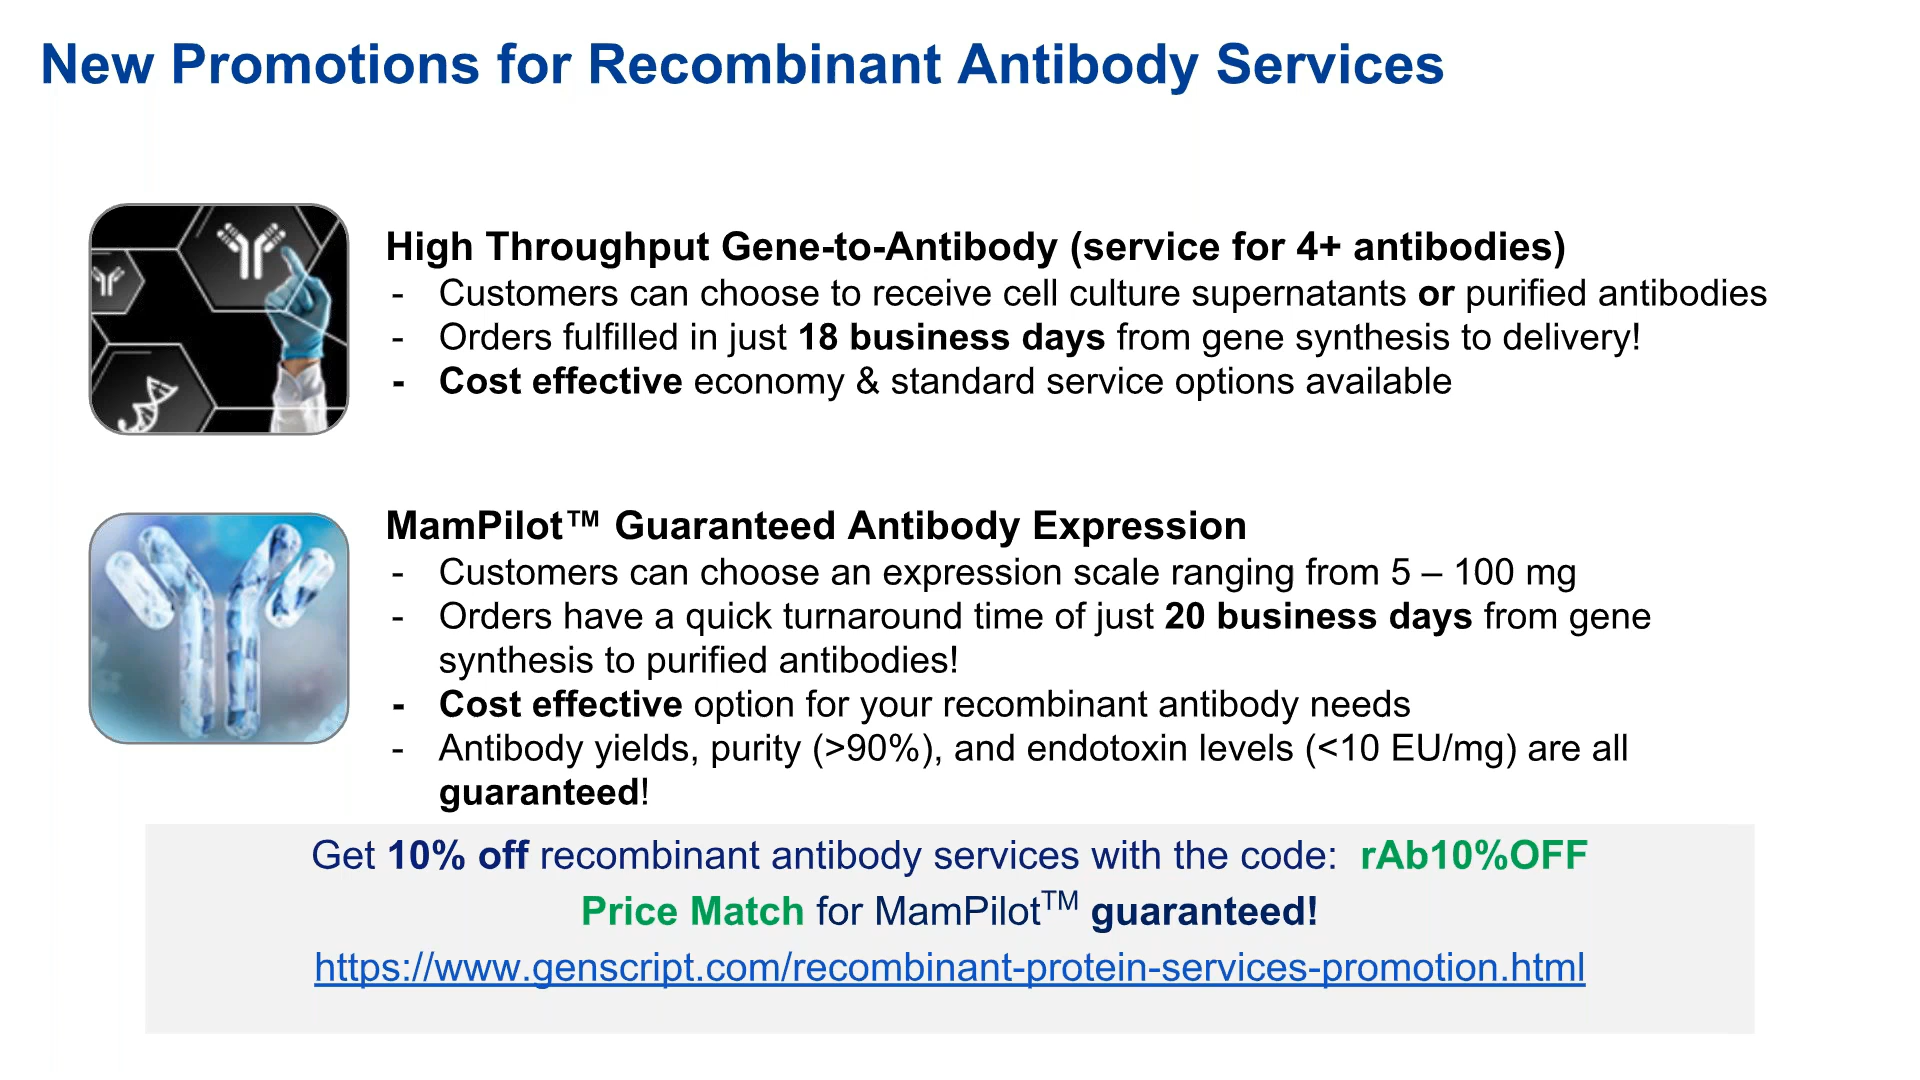 New Promotions for Recombinant Antibody Services
High Throughput Gene-to-Antibody (service for 4+ antibodies)
- Customers can choose to receive cell culture supernatants or purified antibodies
- Orders fulfilled in just 18 business days from gene synthesis to delivery!
- Cost effective economy & standard service options available
MamPilot™ Guaranteed Antibody Expression
- Customers can choose an expression scale ranging from 5 – 100 mg
- Orders have a quick turnaround time of just 20 business days from gene
synthesis to purified antibodies!
- Cost effective option for your recombinant antibody needs
- Antibody yields, purity (>90%), and endotoxin levels (<10 EU/mg) are all
guaranteed!
Get 10% off recombinant antibody services with the code: rAb10%OFF
Price Match for MamPilotTM guaranteed!
https://www.genscript.com/recombinant-protein-services-promotion.html